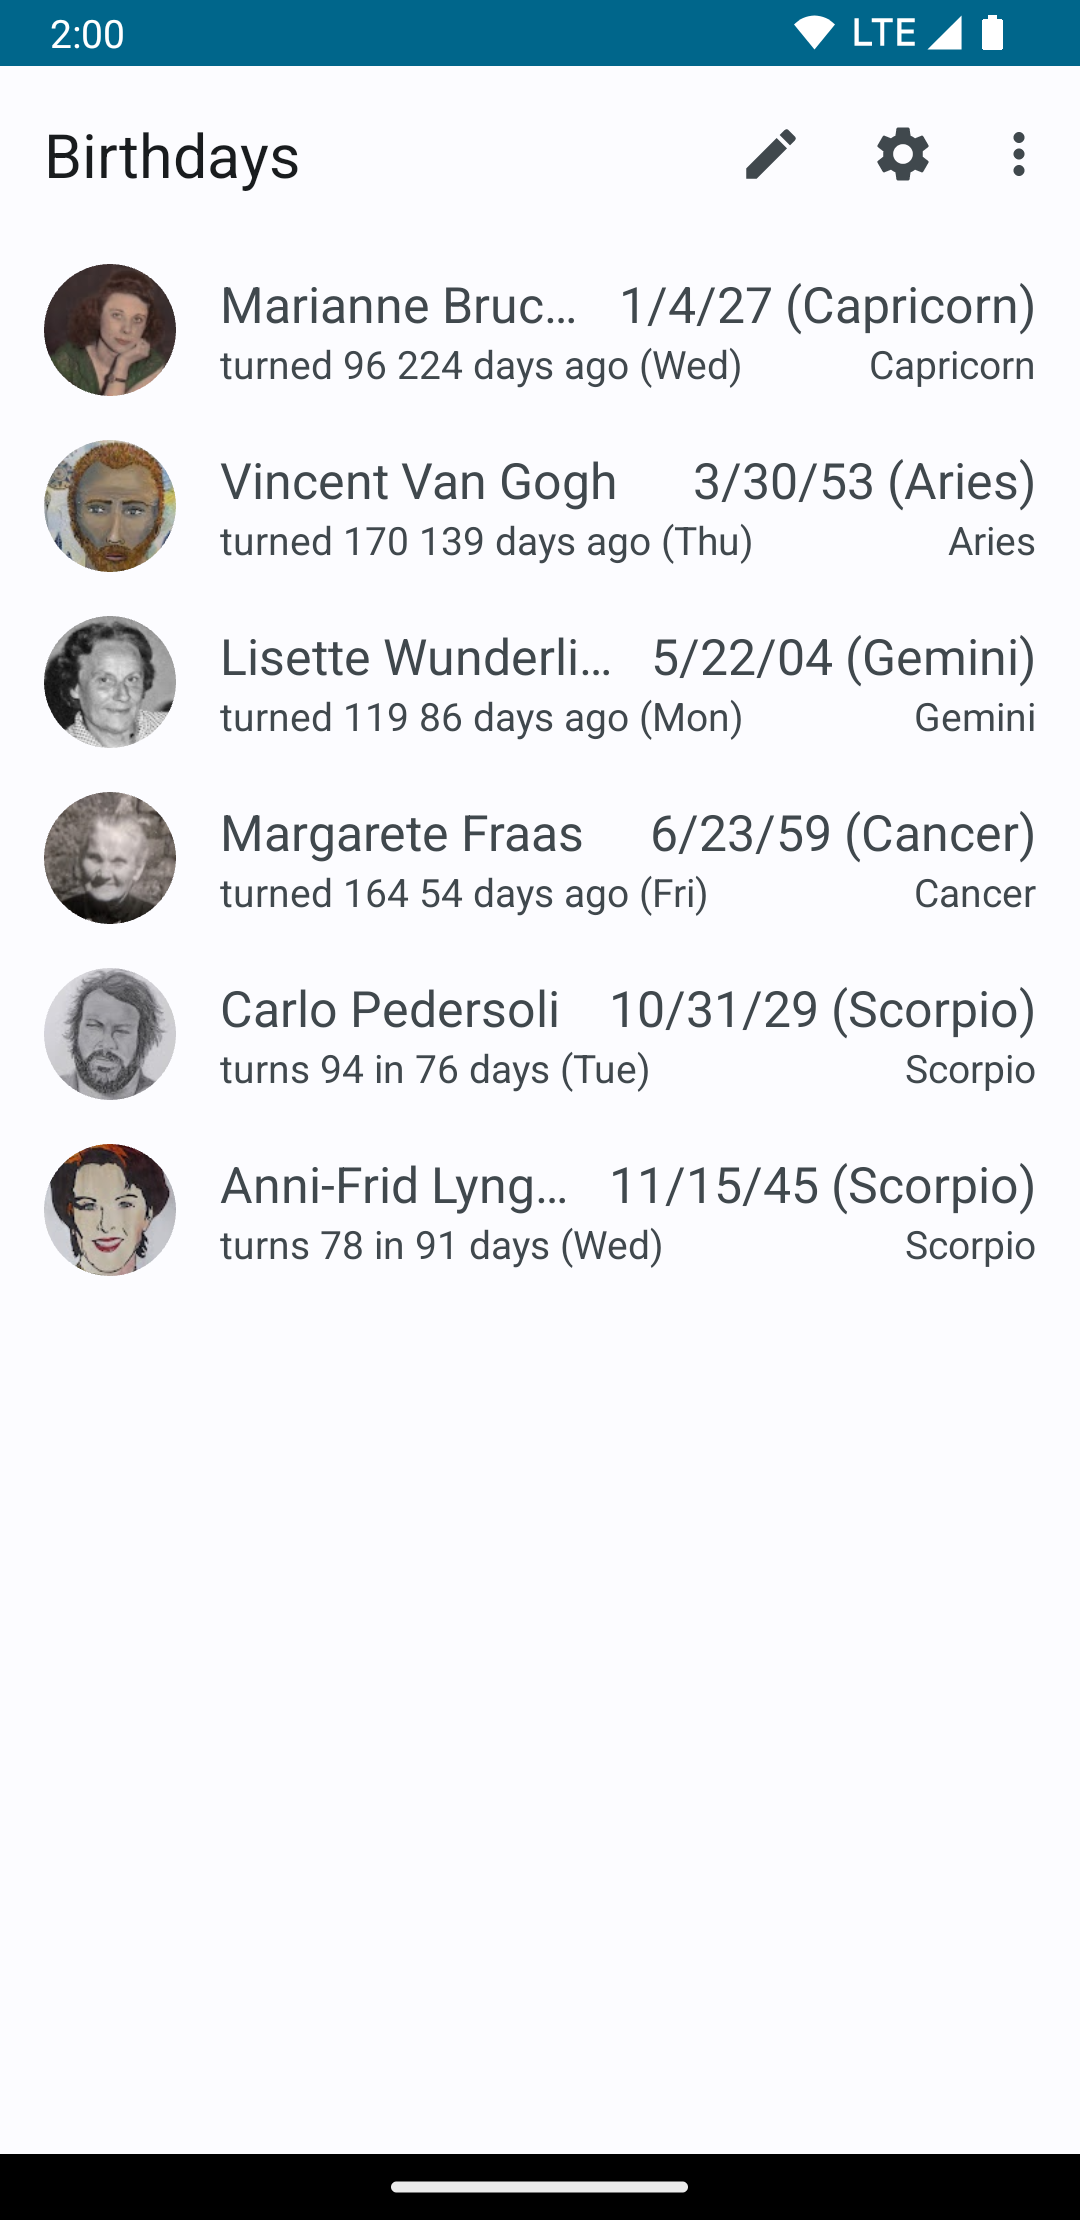 2:00 LTE
Birthdays
Marianne Bruc... 1/4/27 (Capricorn)
turned 96 224 days ago (Wed) Capricorn
Vincent Van Gogh 3/30/53 (Aries)
turned 170 139 days ago (Thu) Aries
Lisette Wunderli... 5/22/04 (Gemini)
turned 119 86 days ago (Mon) Gemini
Margarete Fraas 6/23/59 (Cancer)
turned 164 54 days ago (Fri) Cancer
Carlo Pedersoli 10/31/29 (Scorpio)
turns 94 in 76 days (Tue) Scorpio
Anni-Frid Lyng... 11/15/45 (Scorpio)
turns 78 in 91 days (Wed) Scorpio